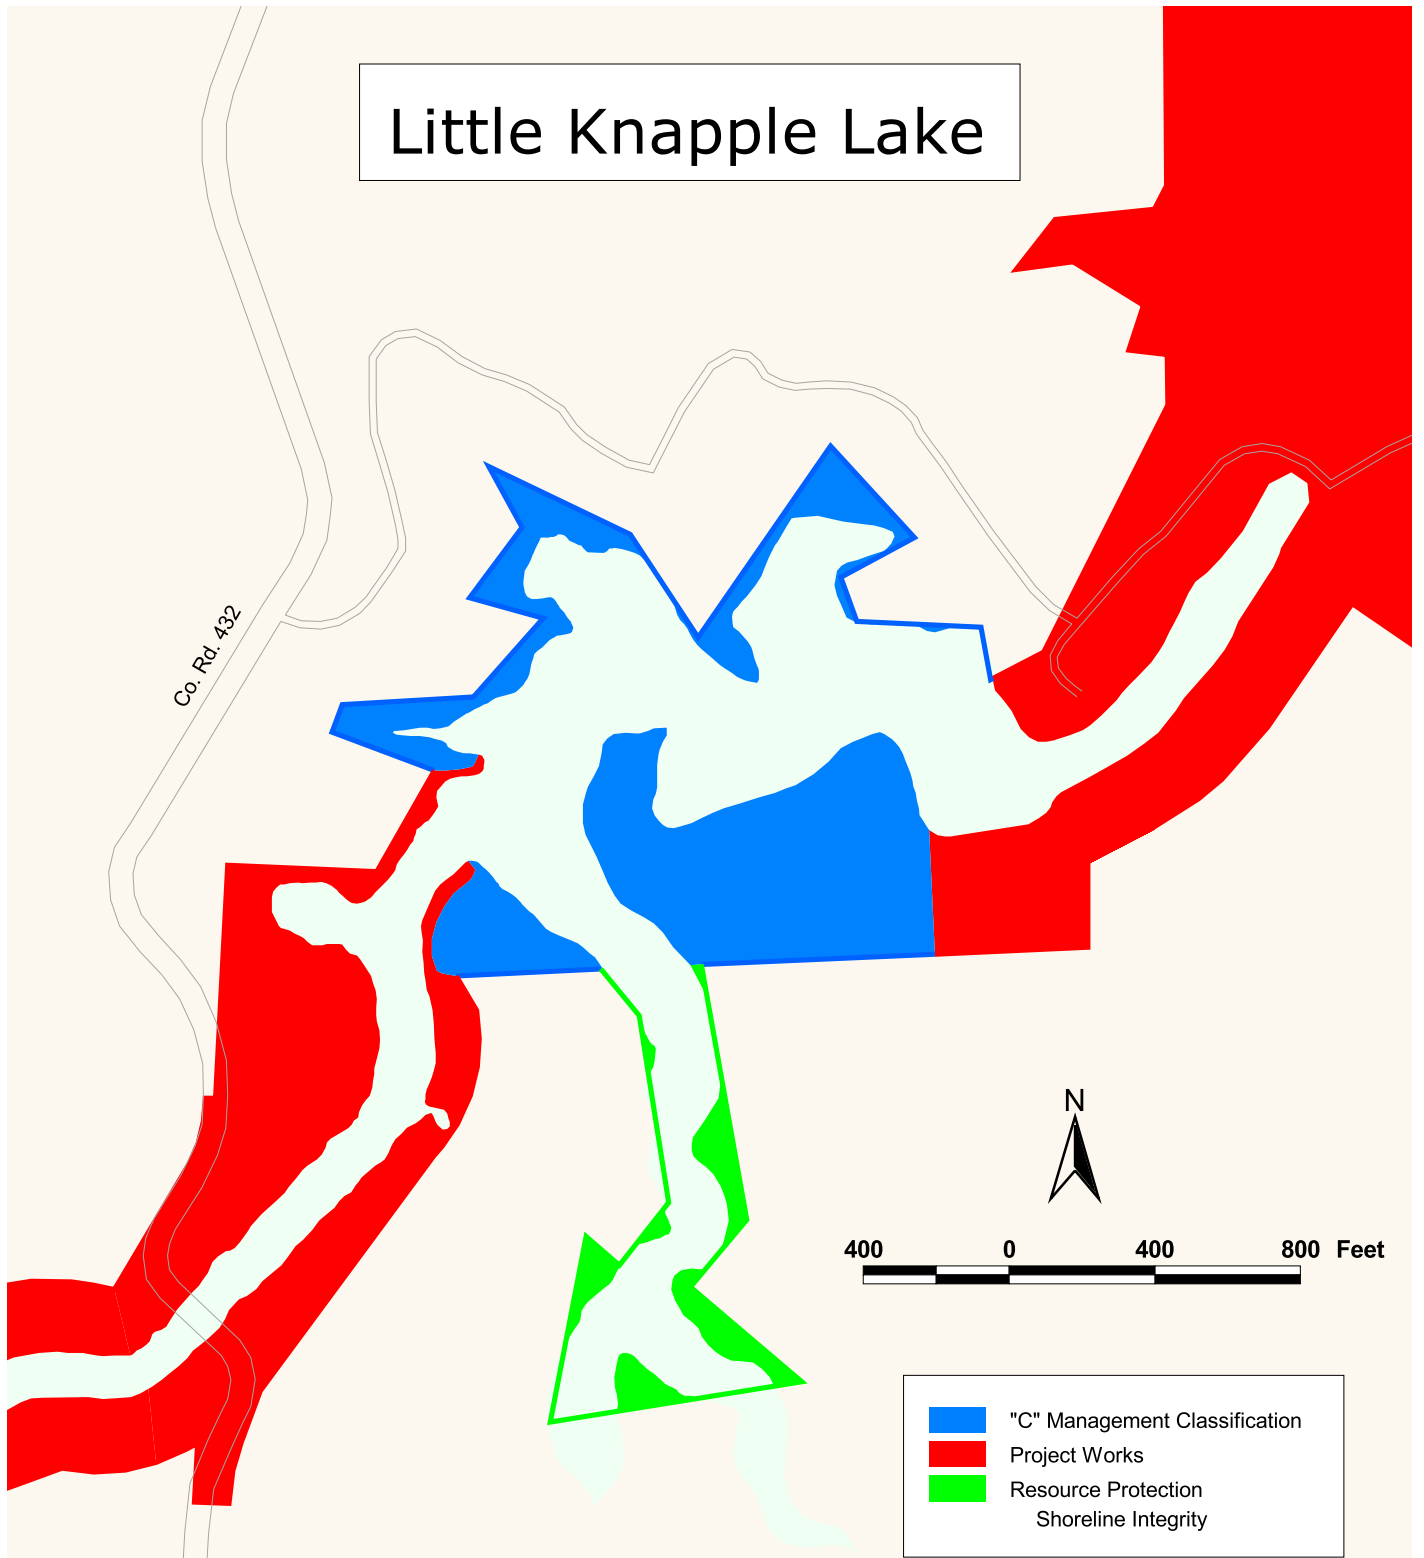 Little Knapple Lake
Co. Rd. 432
N
400 0 400 800 Feet
"C" Management Classification
Project Works
Resource Protection
Shoreline Integrity